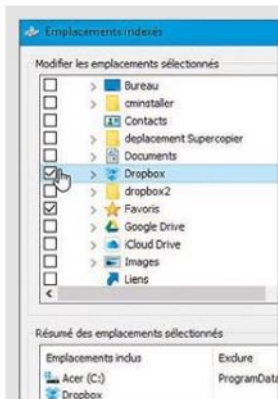 Emplacements indexés
Modifier les emplacements sélectionnés
Bureau
cminstaller
Contacts
deplacement Supercopier
Documents
Dropbox
dropbox2
Favoris
Google Drive
iCloud Drive
Images
Liens
Résumé des emplacements sélectionnés
Emplacements inclus Exclure
Acer (C:) ProgramData
Dropbox